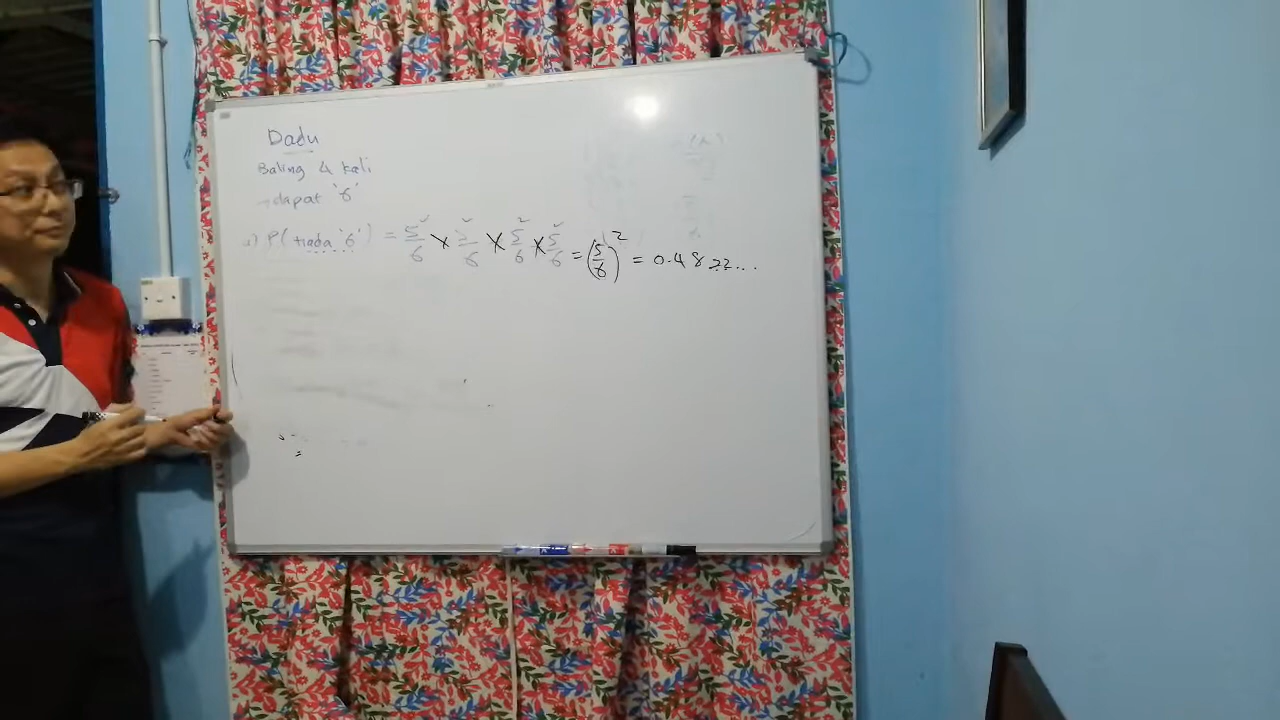 Dadu
Baling 4 kali
→ dapat '6'
a) P(tiada '6') = 5/6 × 5/6 × 5/6 × 5/6 = (5/6)² = 0.4822...